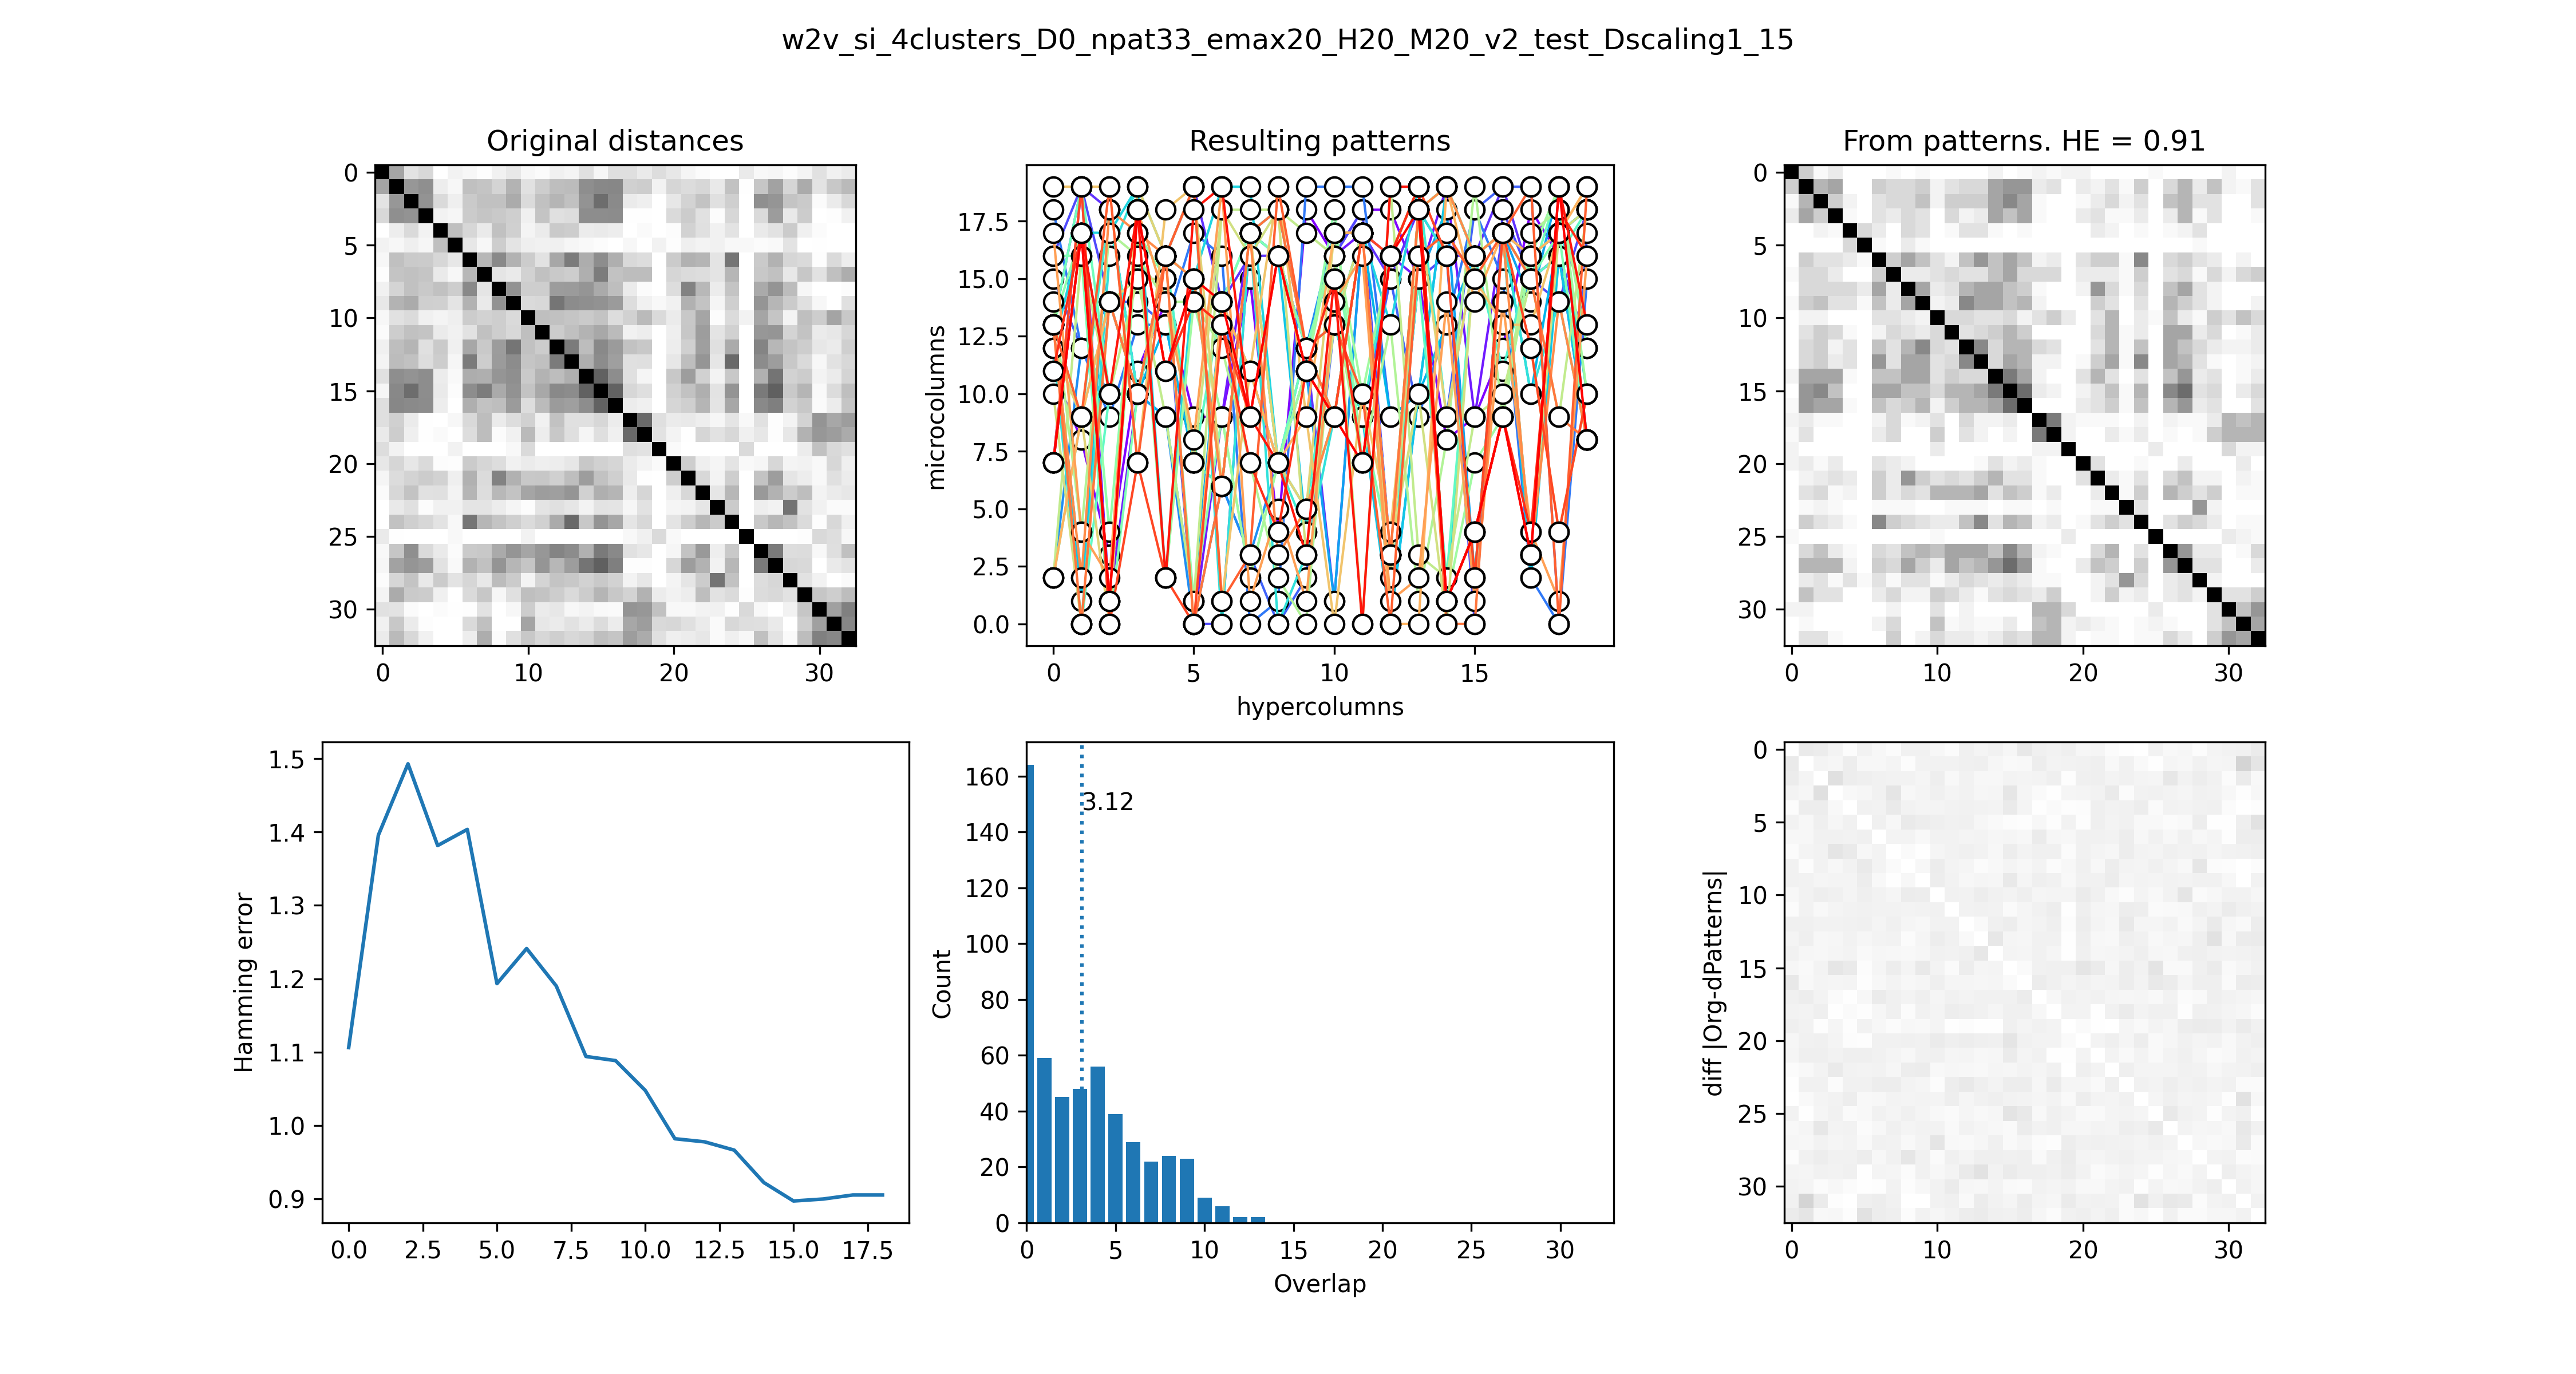 w2v_si_4clusters_D0_npat33_emax20_H20_M20_v2_test_Dscaling1_15
Original distances
0
5
10
15
20
25
30
0 10 20 30
Resulting patterns
microcolumns
17.5
15.0
12.5
10.0
7.5
5.0
2.5
0.0
0 5 10 15
hypercolumns
From patterns. HE = 0.91
0
5
10
15
20
25
30
0 10 20 30
Hamming error
1.5
1.4
1.3
1.2
1.1
1.0
0.9
0.0 2.5 5.0 7.5 10.0 12.5 15.0 17.5
Count
160
140
120
100
80
60
40
20
0
3.12
0 5 10 15 20 25 30
Overlap
diff |Org-dPatterns|
0
5
10
15
20
25
30
0 10 20 30